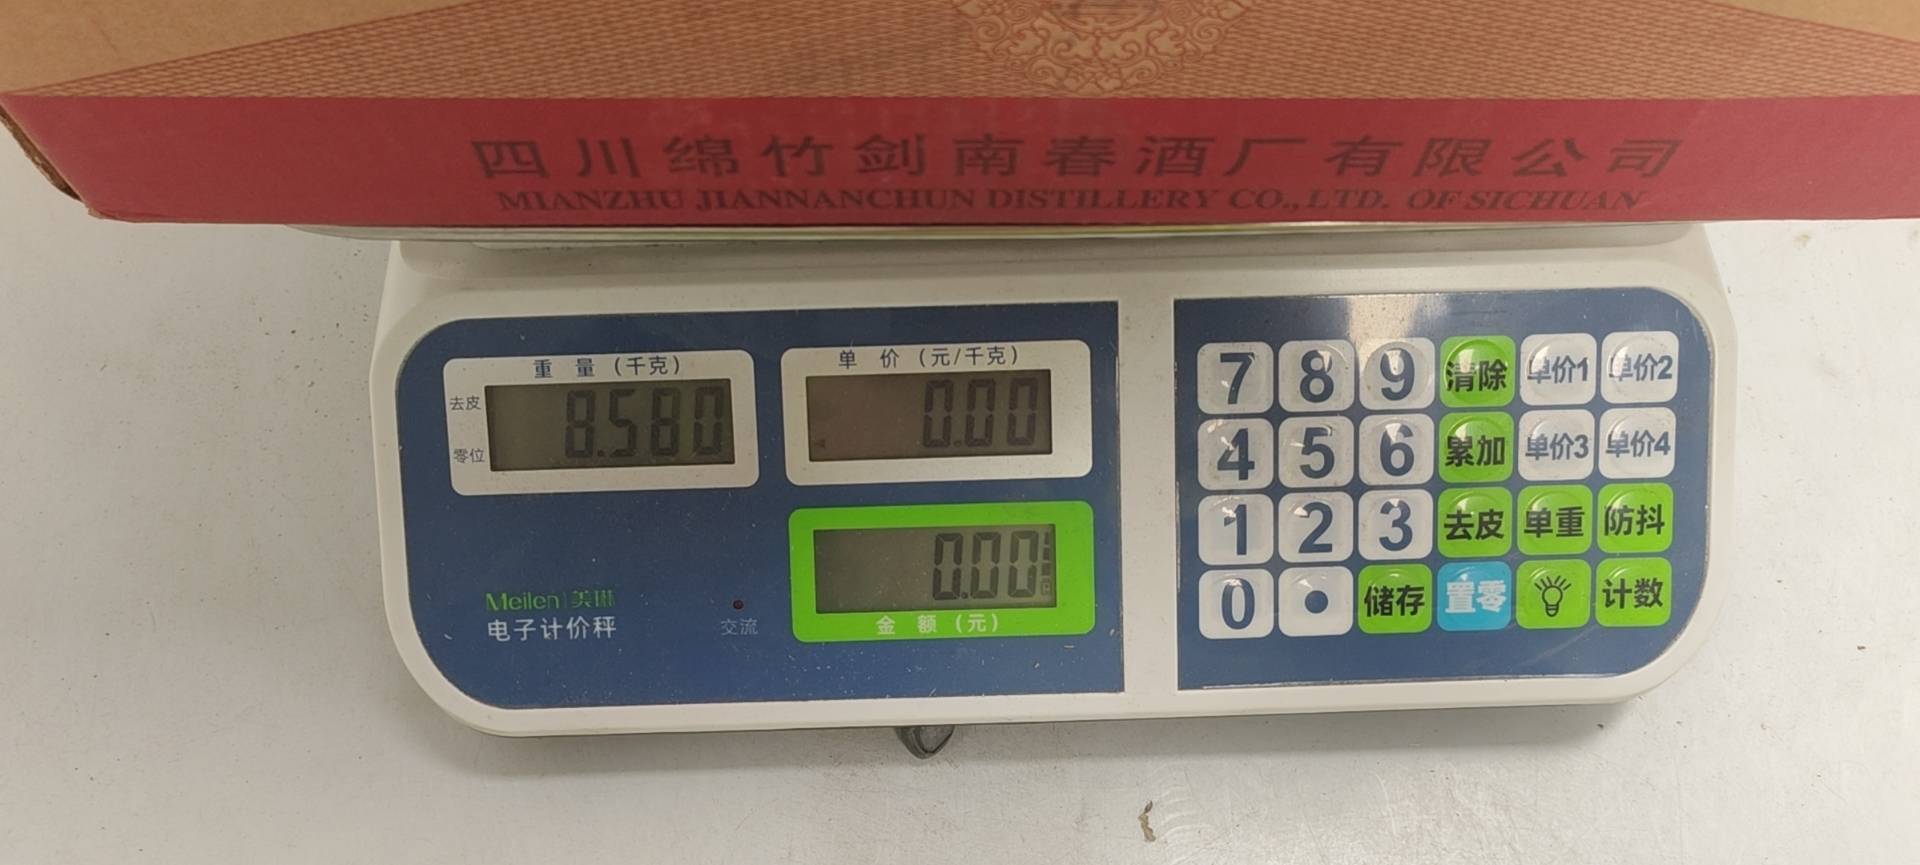 四川绵竹剑南春酒厂有限公司
MIANZHU JIANNANCHUN DISTILLERY CO.,LTD. OF SICHUAN
重量(千克)
单价(元/千克)
去皮
8.580
0.00
零位
0.00
金额(元)
Meilen|美琳
电子计价秤
交流
7 8 9 清除 单价1 单价2
4 5 6 累加 单价3 单价4
1 2 3 去皮 单重 防抖
0 • 储存 置零 计数